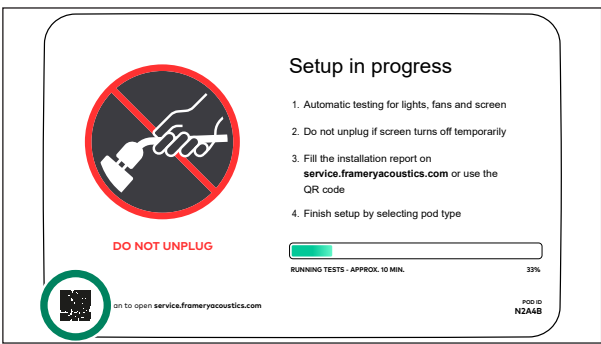 Setup in progress
1. Automatic testing for lights, fans and screen
2. Do not unplug if screen turns off temporarily
3. Fill the installation report on
service.frameryacoustics.com or use the
QR code
4. Finish setup by selecting pod type
DO NOT UNPLUG
RUNNING TESTS - APPROX. 10 MIN.
33%
an to open service.frameryacoustics.com
POD ID
N2A4B